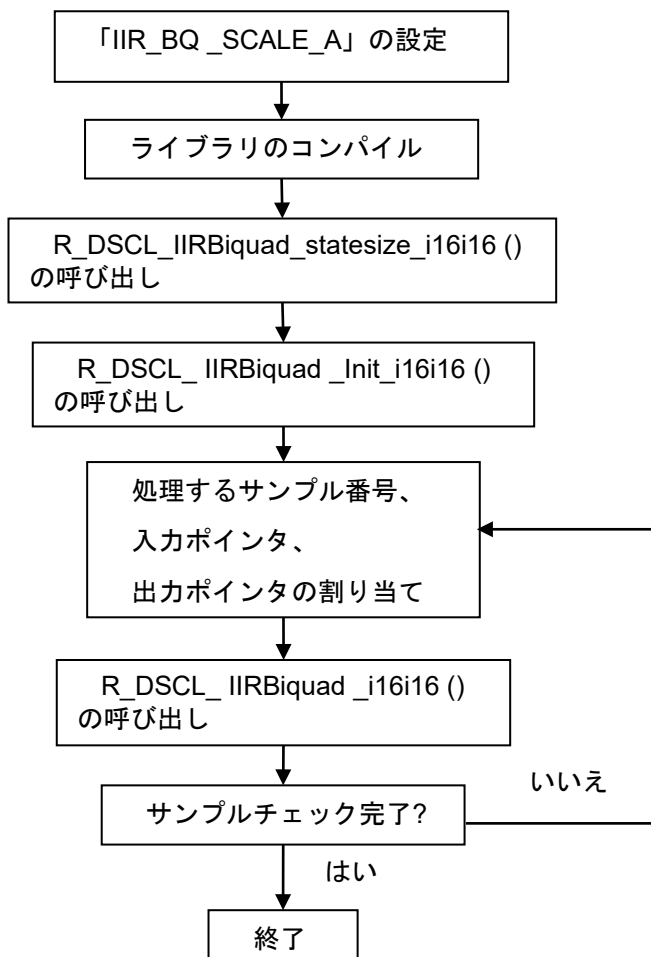 「IIR_BQ _SCALE_A」の設定
ライブラリのコンパイル
R_DSCL_IIRBiquad_statesize_i16i16 ()
の呼び出し
R_DSCL_ IIRBiquad _Init_i16i16 ()
の呼び出し
処理するサンプル番号、
入力ポインタ、
出力ポインタの割り当て
R_DSCL_ IIRBiquad _i16i16 ()
の呼び出し
サンプルチェック完了?
いいえ
はい
終了